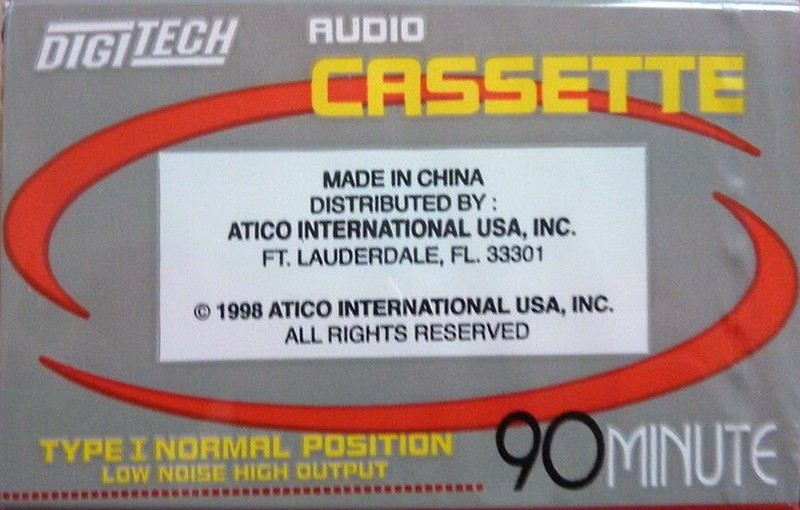 DIGITECH
AUDIO
CASSETTE
MADE IN CHINA
DISTRIBUTED BY :
ATICO INTERNATIONAL USA, INC.
FT. LAUDERDALE, FL. 33301
© 1998 ATICO INTERNATIONAL USA, INC.
ALL RIGHTS RESERVED
TYPE I NORMAL POSITION
LOW NOISE HIGH OUTPUT
90 MINUTE